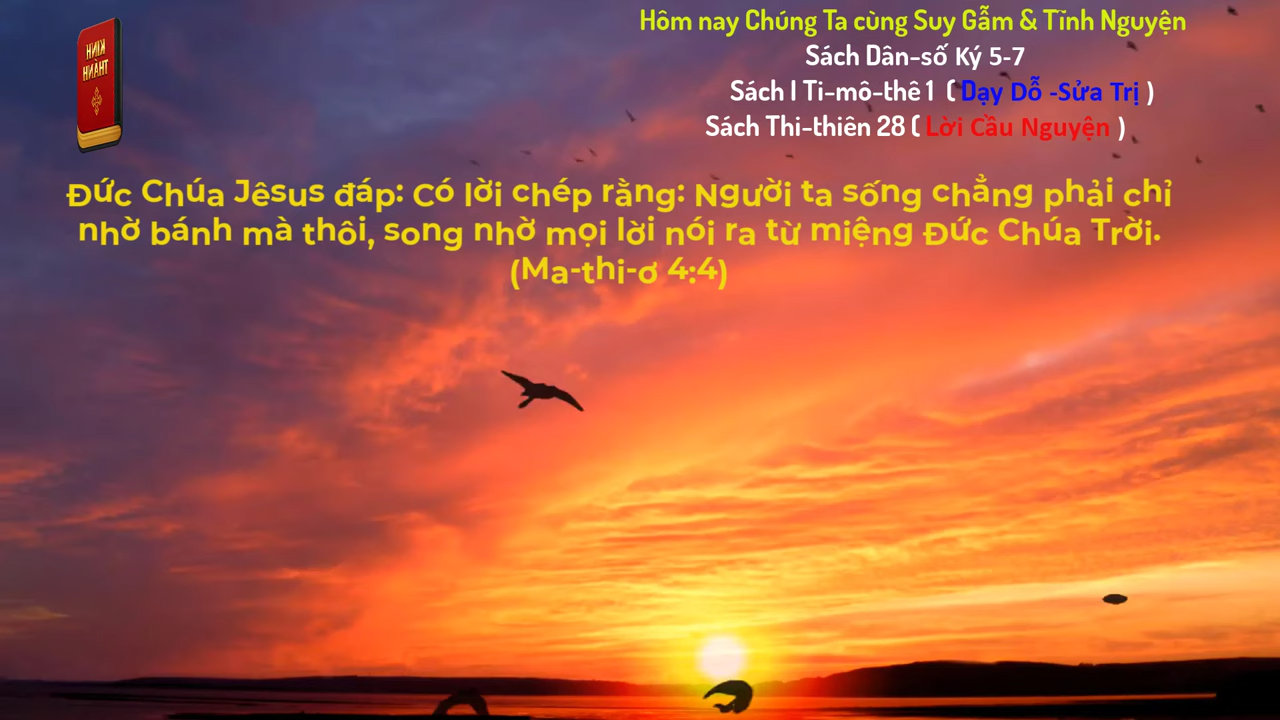 KINH
THÁNH
Hôm nay Chúng Ta cùng Suy Gẫm & Tĩnh Nguyện
Sách Dân-số Ký 5-7
Sách I Ti-mô-thê 1 ( Dạy Dỗ -Sửa Trị )
Sách Thi-thiên 28 ( Lời Cầu Nguyện )
Đức Chúa Jêsus đáp: Có lời chép rằng: Người ta sống chẳng phải chỉ
nhờ bánh mà thôi, song nhờ mọi lời nói ra từ miệng Đức Chúa Trời.
(Ma-thi-ơ 4:4)